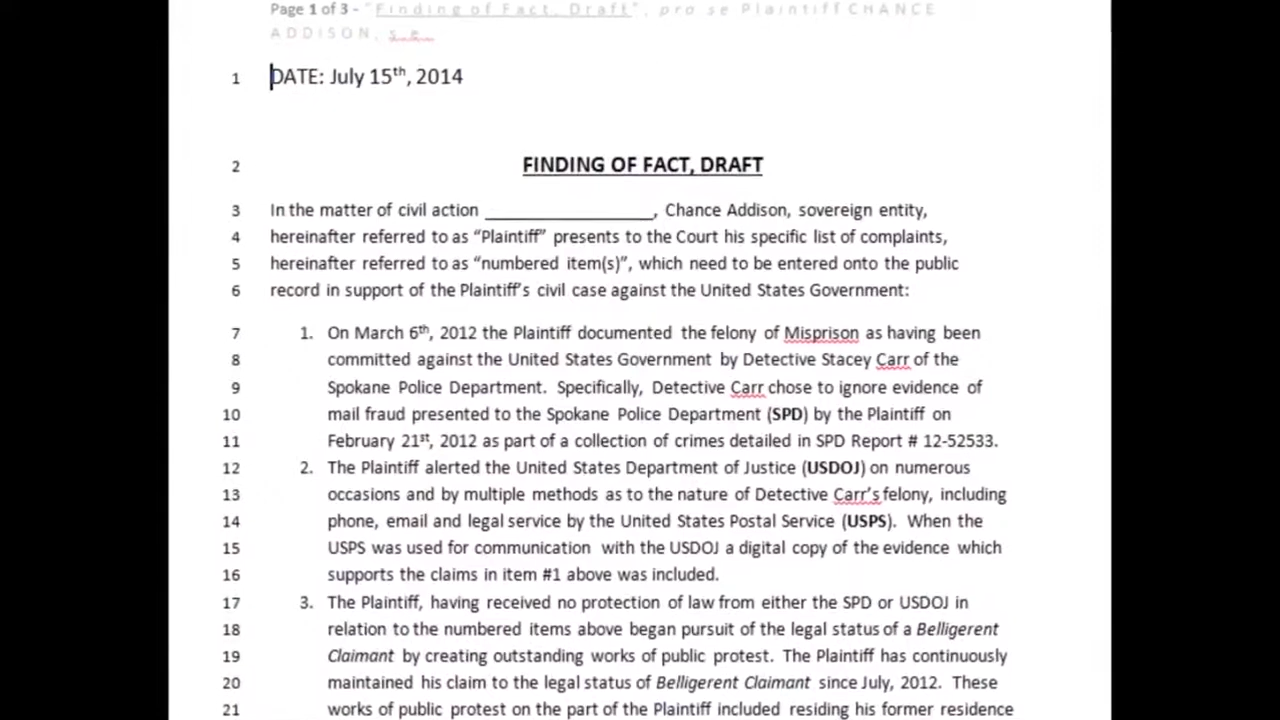 Page 1 of 3 - "Finding of Fact, Draft", pro se Plaintiff CHANCE
ADDISON, s.e.
1 DATE: July 15th, 2014
2 FINDING OF FACT, DRAFT
3 In the matter of civil action ________________, Chance Addison, sovereign entity,
4 hereinafter referred to as “Plaintiff” presents to the Court his specific list of complaints,
5 hereinafter referred to as “numbered item(s)”, which need to be entered onto the public
6 record in support of the Plaintiff’s civil case against the United States Government:
7 1. On March 6th, 2012 the Plaintiff documented the felony of Misprison as having been
8 committed against the United States Government by Detective Stacey Carr of the
9 Spokane Police Department. Specifically, Detective Carr chose to ignore evidence of
10 mail fraud presented to the Spokane Police Department (SPD) by the Plaintiff on
11 February 21st, 2012 as part of a collection of crimes detailed in SPD Report # 12-52533.
12 2. The Plaintiff alerted the United States Department of Justice (USDOJ) on numerous
13 occasions and by multiple methods as to the nature of Detective Carr’s felony, including
14 phone, email and legal service by the United States Postal Service (USPS). When the
15 USPS was used for communication with the USDOJ a digital copy of the evidence which
16 supports the claims in item #1 above was included.
17 3. The Plaintiff, having received no protection of law from either the SPD or USDOJ in
18 relation to the numbered items above began pursuit of the legal status of a Belligerent
19 Claimant by creating outstanding works of public protest. The Plaintiff has continuously
20 maintained his claim to the legal status of Belligerent Claimant since July, 2012. These
21 works of public protest on the part of the Plaintiff included residing his former residence